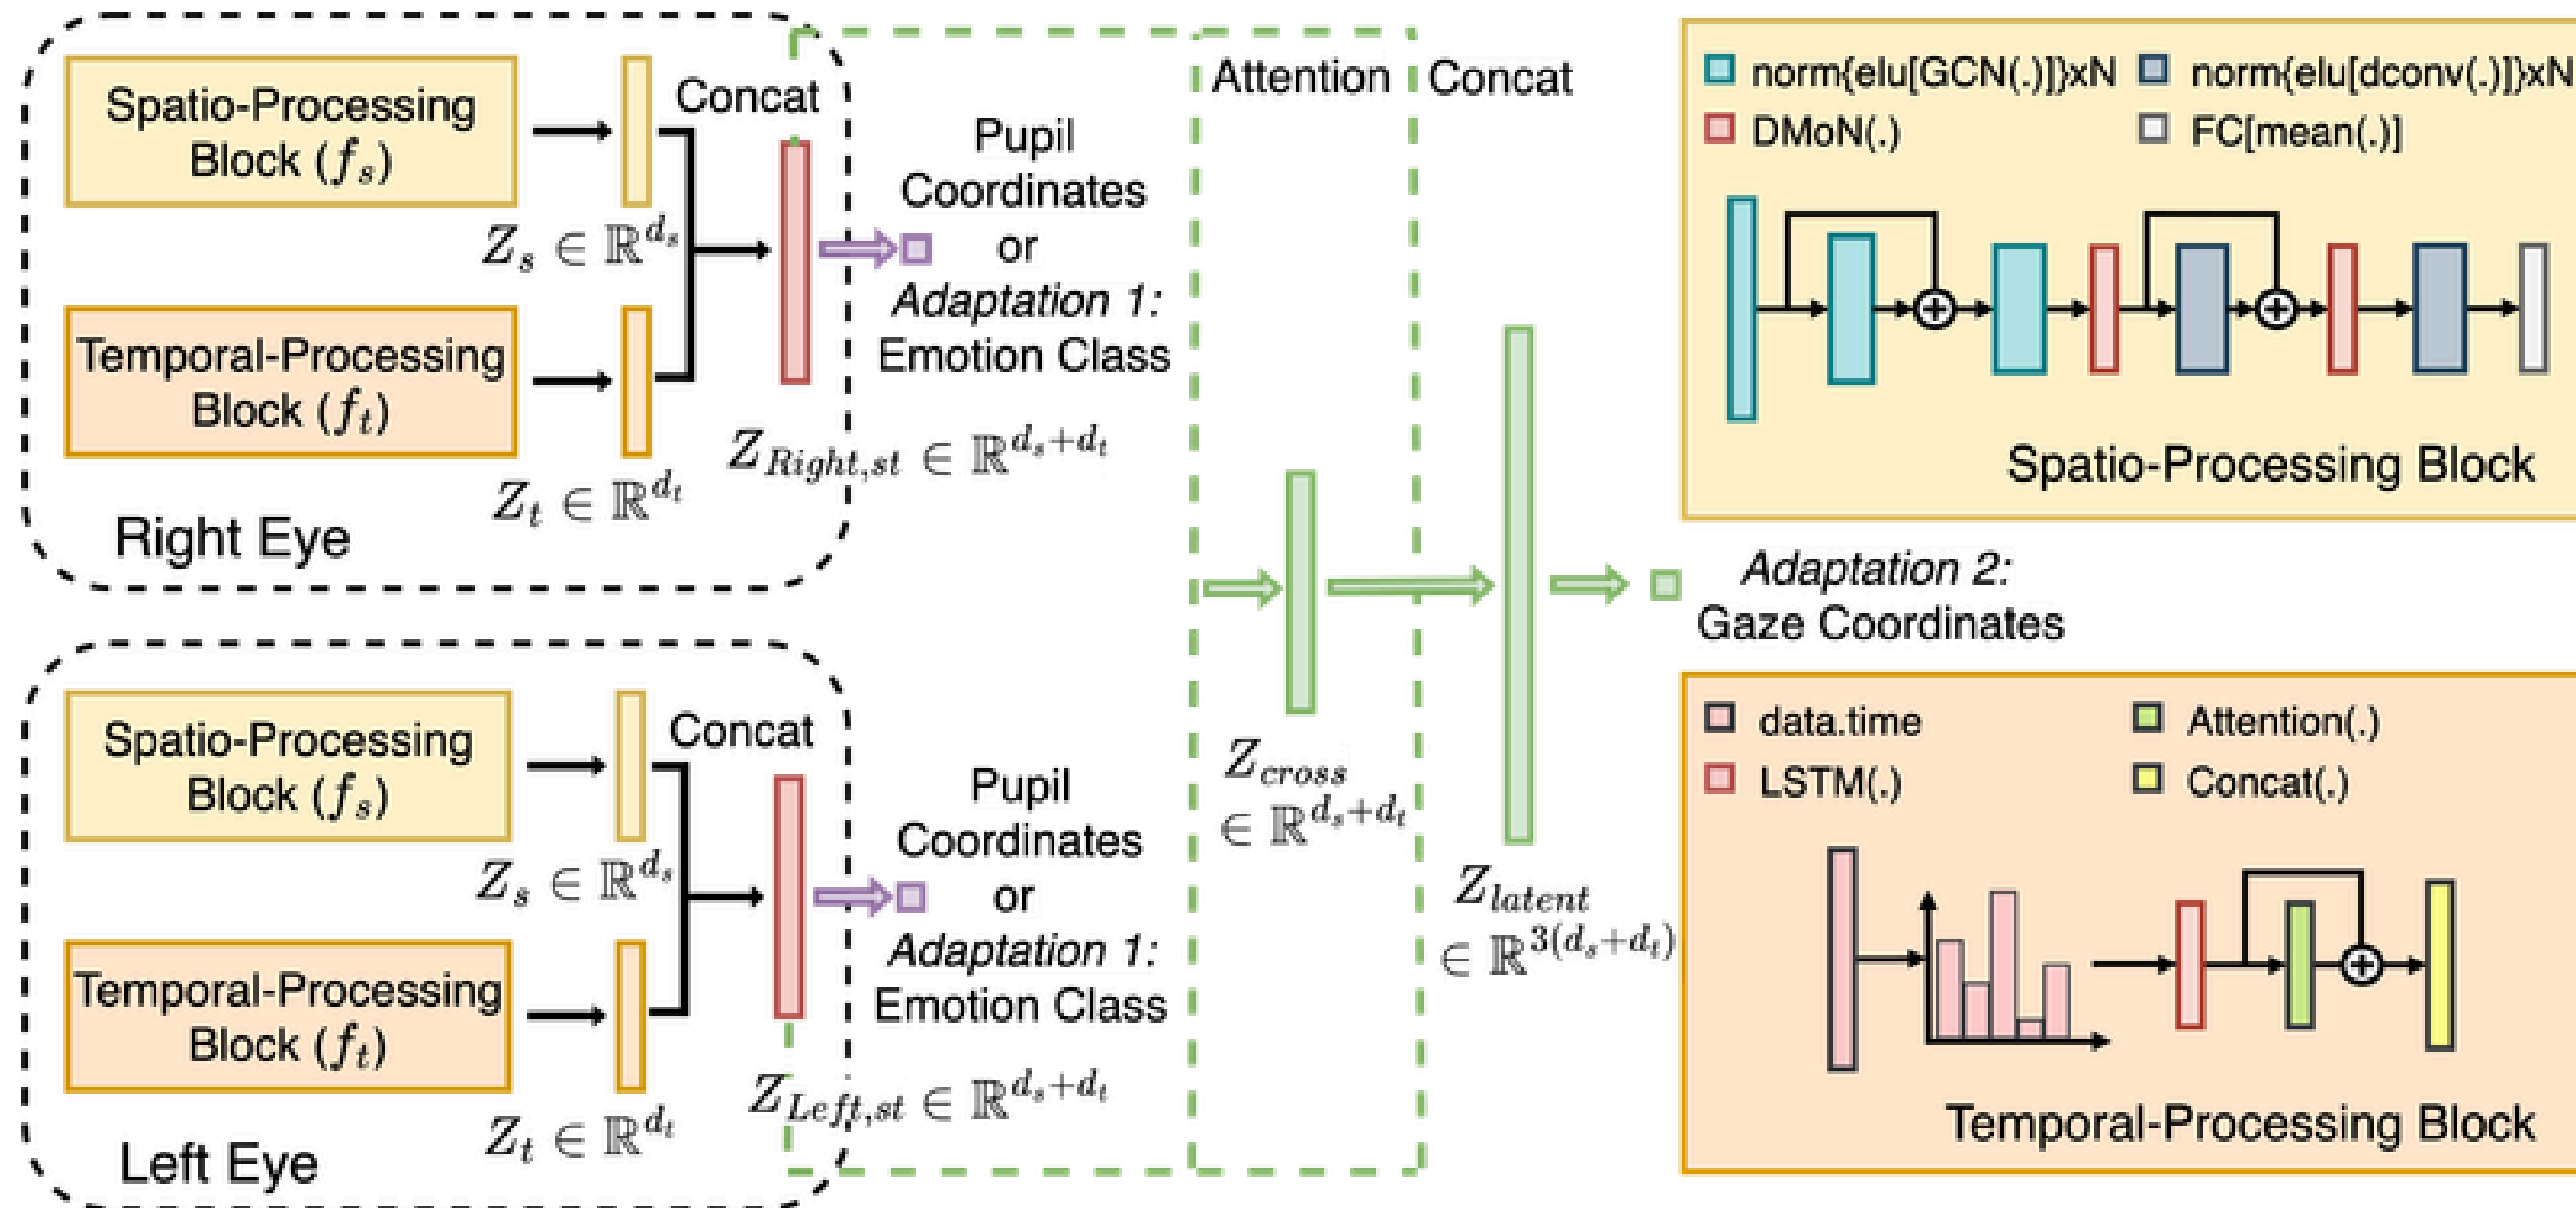 Spatio-Processing
Block (f_s)
Z_s ∈ ℝ^{d_s}
Temporal-Processing
Block (f_t)
Z_t ∈ ℝ^{d_t}
Concat
Z_{Right,st} ∈ ℝ^{d_s+d_t}
Right Eye
Pupil
Coordinates
or
Adaptation 1:
Emotion Class
Spatio-Processing
Block (f_s)
Z_s ∈ ℝ^{d_s}
Temporal-Processing
Block (f_t)
Z_t ∈ ℝ^{d_t}
Concat
Z_{Left,st} ∈ ℝ^{d_s+d_t}
Left Eye
Pupil
Coordinates
or
Adaptation 1:
Emotion Class
Attention
Z_{cross}
∈ ℝ^{d_s+d_t}
Concat
Z_{latent}
∈ ℝ^{3(d_s+d_t)}
Adaptation 2:
Gaze Coordinates
norm{elu[GCN(.)]}xN
norm{elu[dconv(.)]}xN
DMoN(.)
FC[mean(.)]
Spatio-Processing Block
data.time
Attention(.)
LSTM(.)
Concat(.)
Temporal-Processing Block